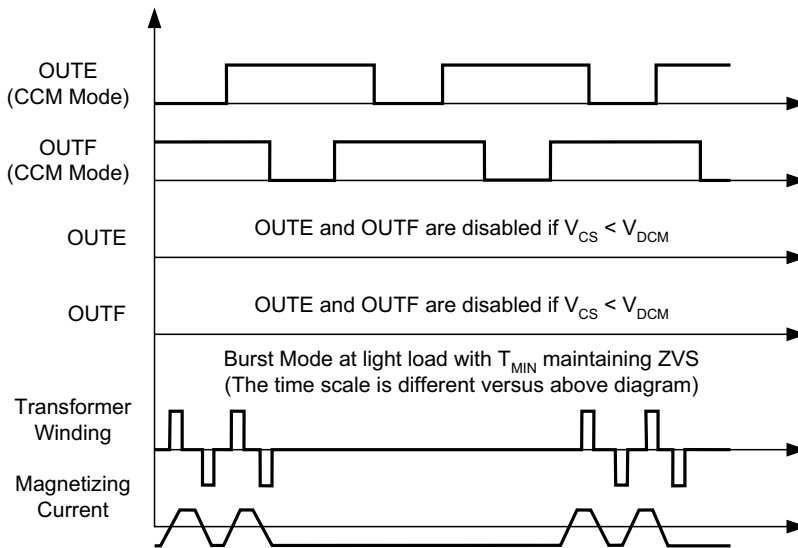 OUTE
(CCM Mode)
OUTF
(CCM Mode)
OUTE
OUTE and OUTF are disabled if V_CS < V_DCM
OUTF
OUTE and OUTF are disabled if V_CS < V_DCM
Burst Mode at light load with T_MIN maintaining ZVS
(The time scale is different versus above diagram)
Transformer
Winding
Magnetizing
Current